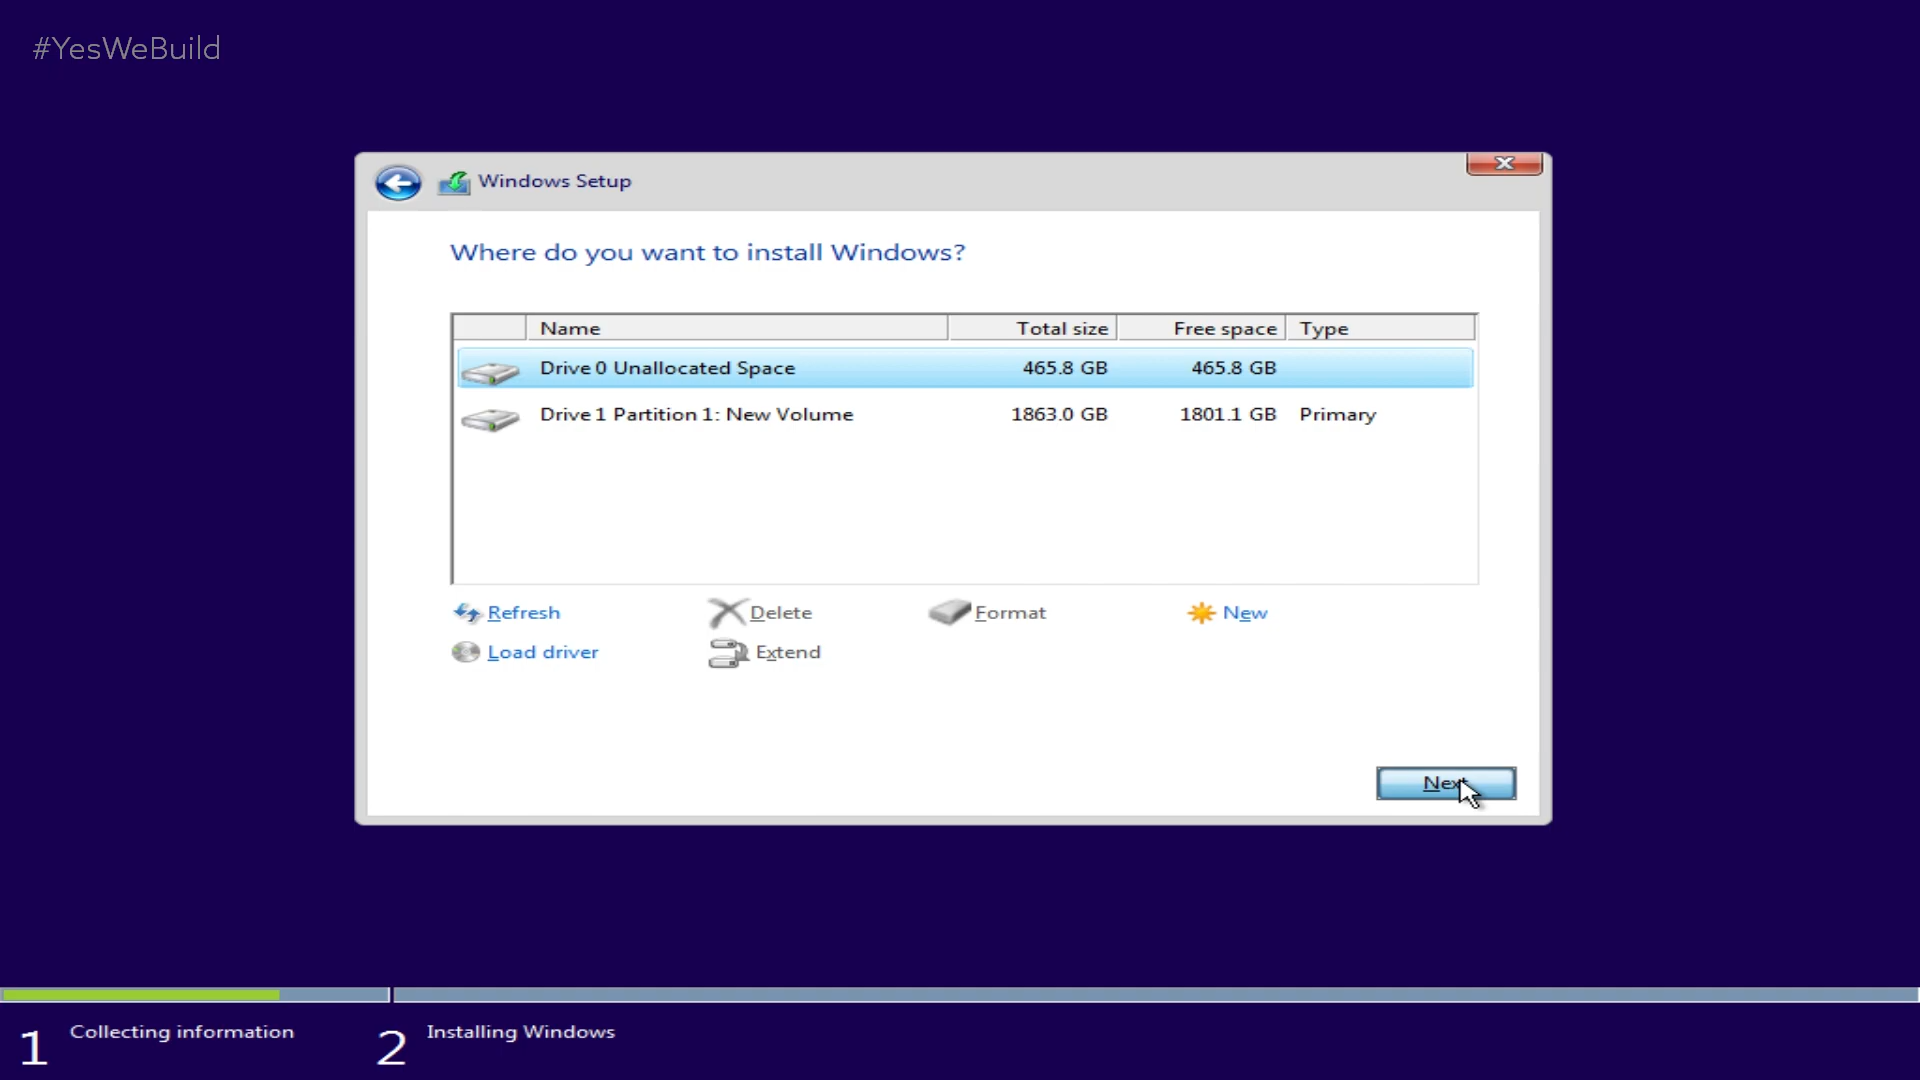 #YesWeBuild
Windows Setup
Where do you want to install Windows?
Name Total size Free space Type
Drive 0 Unallocated Space 465.8 GB 465.8 GB
Drive 1 Partition 1: New Volume 1863.0 GB 1801.1 GB Primary
Refresh Delete Format New
Load driver Extend
Next
1 Collecting information 2 Installing Windows